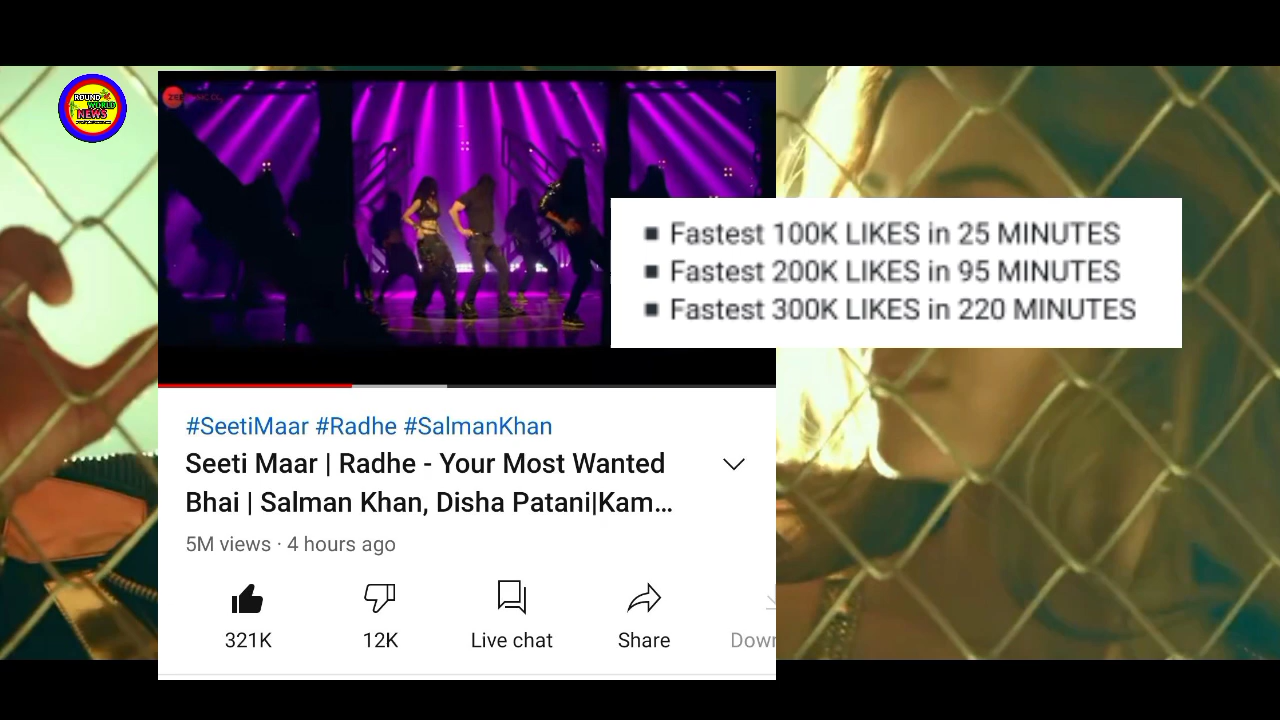 ROUND
WORLD
NEWS
Fastest 100K LIKES in 25 MINUTES
Fastest 200K LIKES in 95 MINUTES
Fastest 300K LIKES in 220 MINUTES
#SeetiMaar #Radhe #SalmanKhan
Seeti Maar | Radhe - Your Most Wanted
Bhai | Salman Khan, Disha Patani|Kam...
5M views · 4 hours ago
321K 12K Live chat Share Down